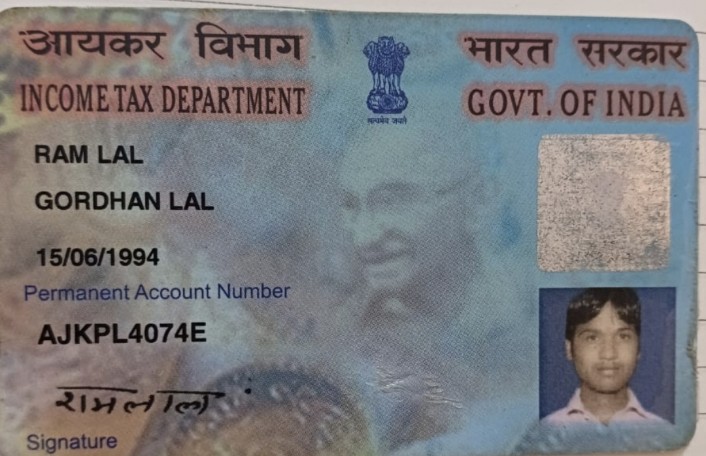 आयकर विभाग
भारत सरकार
INCOME TAX DEPARTMENT
GOVT. OF INDIA
सत्यमेव जयते
RAM LAL
GORDHAN LAL
15/06/1994
Permanent Account Number
AJKPL4074E
रामलाल
Signature